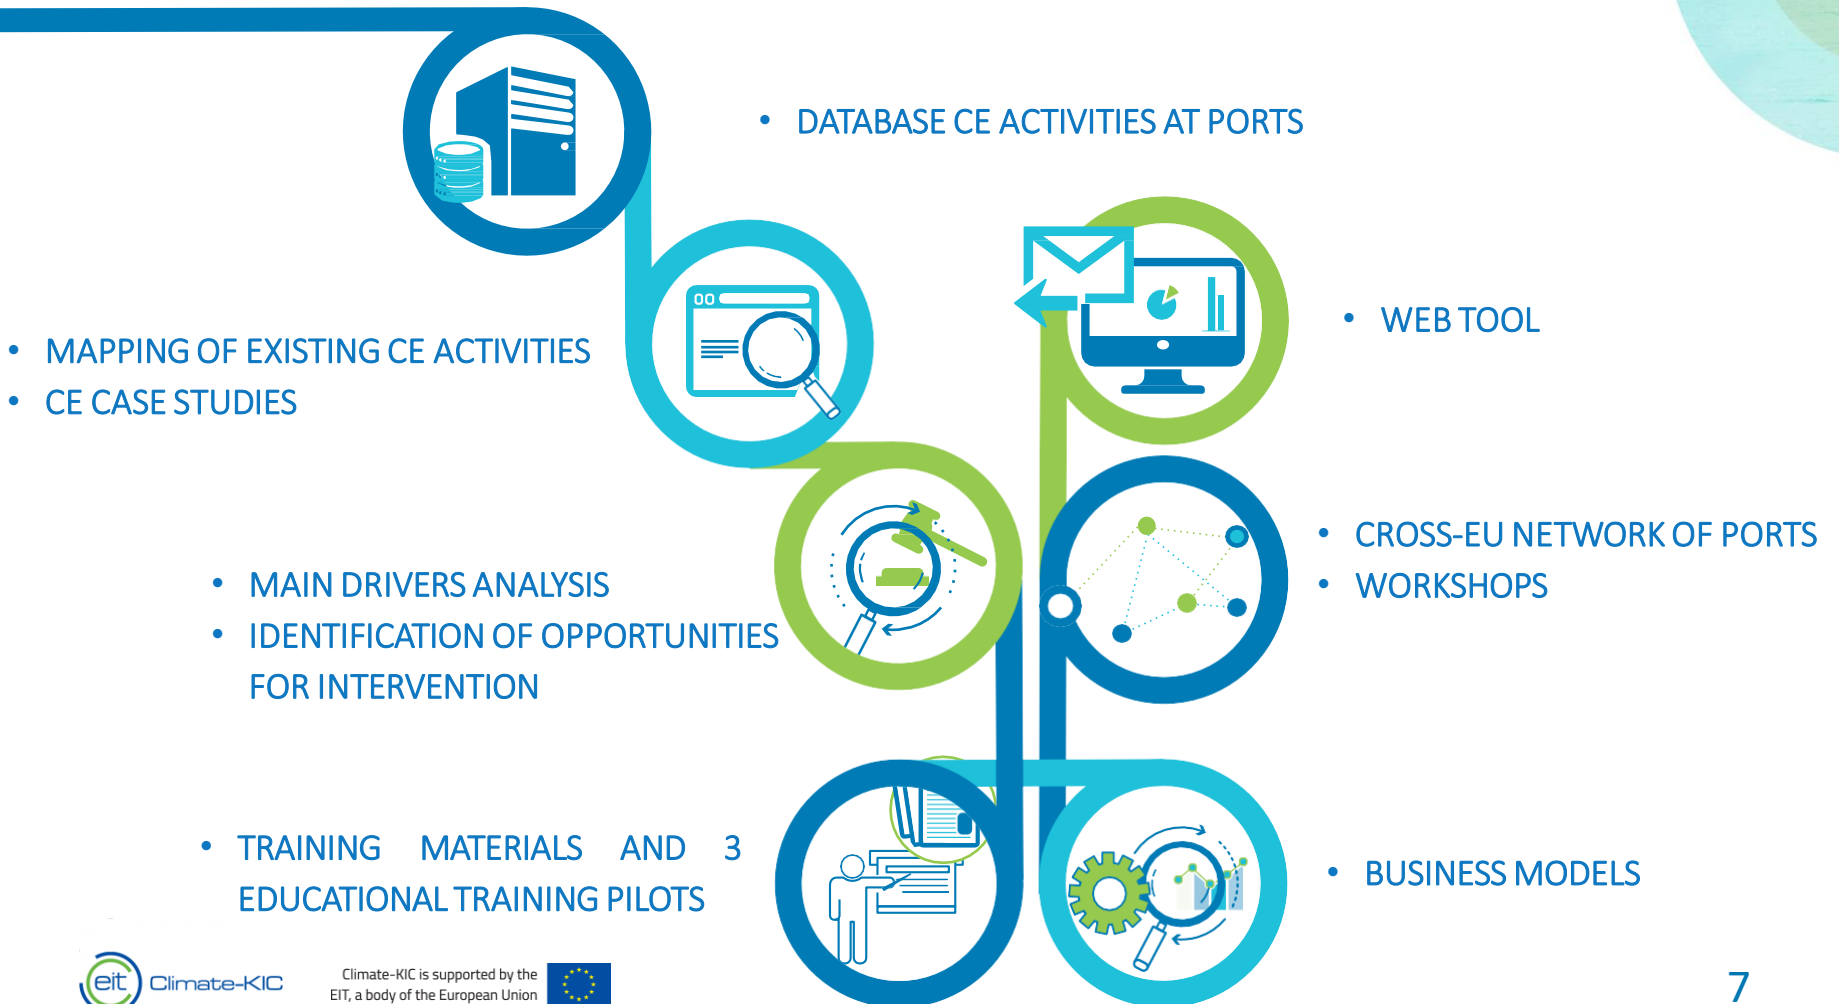 • DATABASE CE ACTIVITIES AT PORTS
• MAPPING OF EXISTING CE ACTIVITIES
• CE CASE STUDIES
• WEB TOOL
• MAIN DRIVERS ANALYSIS
• IDENTIFICATION OF OPPORTUNITIES
FOR INTERVENTION
• CROSS-EU NETWORK OF PORTS
• WORKSHOPS
• TRAINING MATERIALS AND 3
EDUCATIONAL TRAINING PILOTS
• BUSINESS MODELS
eit Climate-KIC
Climate-KIC is supported by the
EIT, a body of the European Union
7